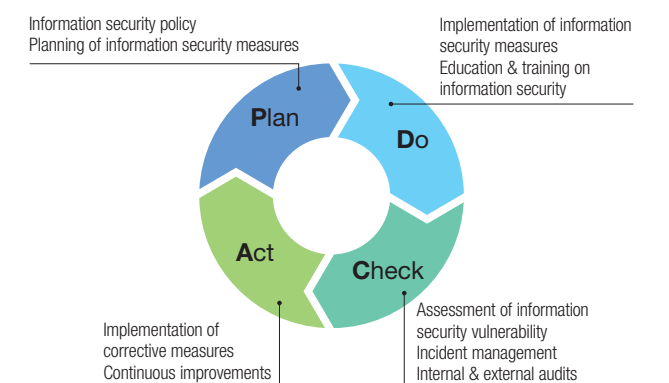 Information security policy
Planning of information security measures
Implementation of information
security measures
Education & training on
information security
Plan
Do
Act
Check
Implementation of
corrective measures
Continuous improvements
Assessment of information
security vulnerability
Incident management
Internal & external audits